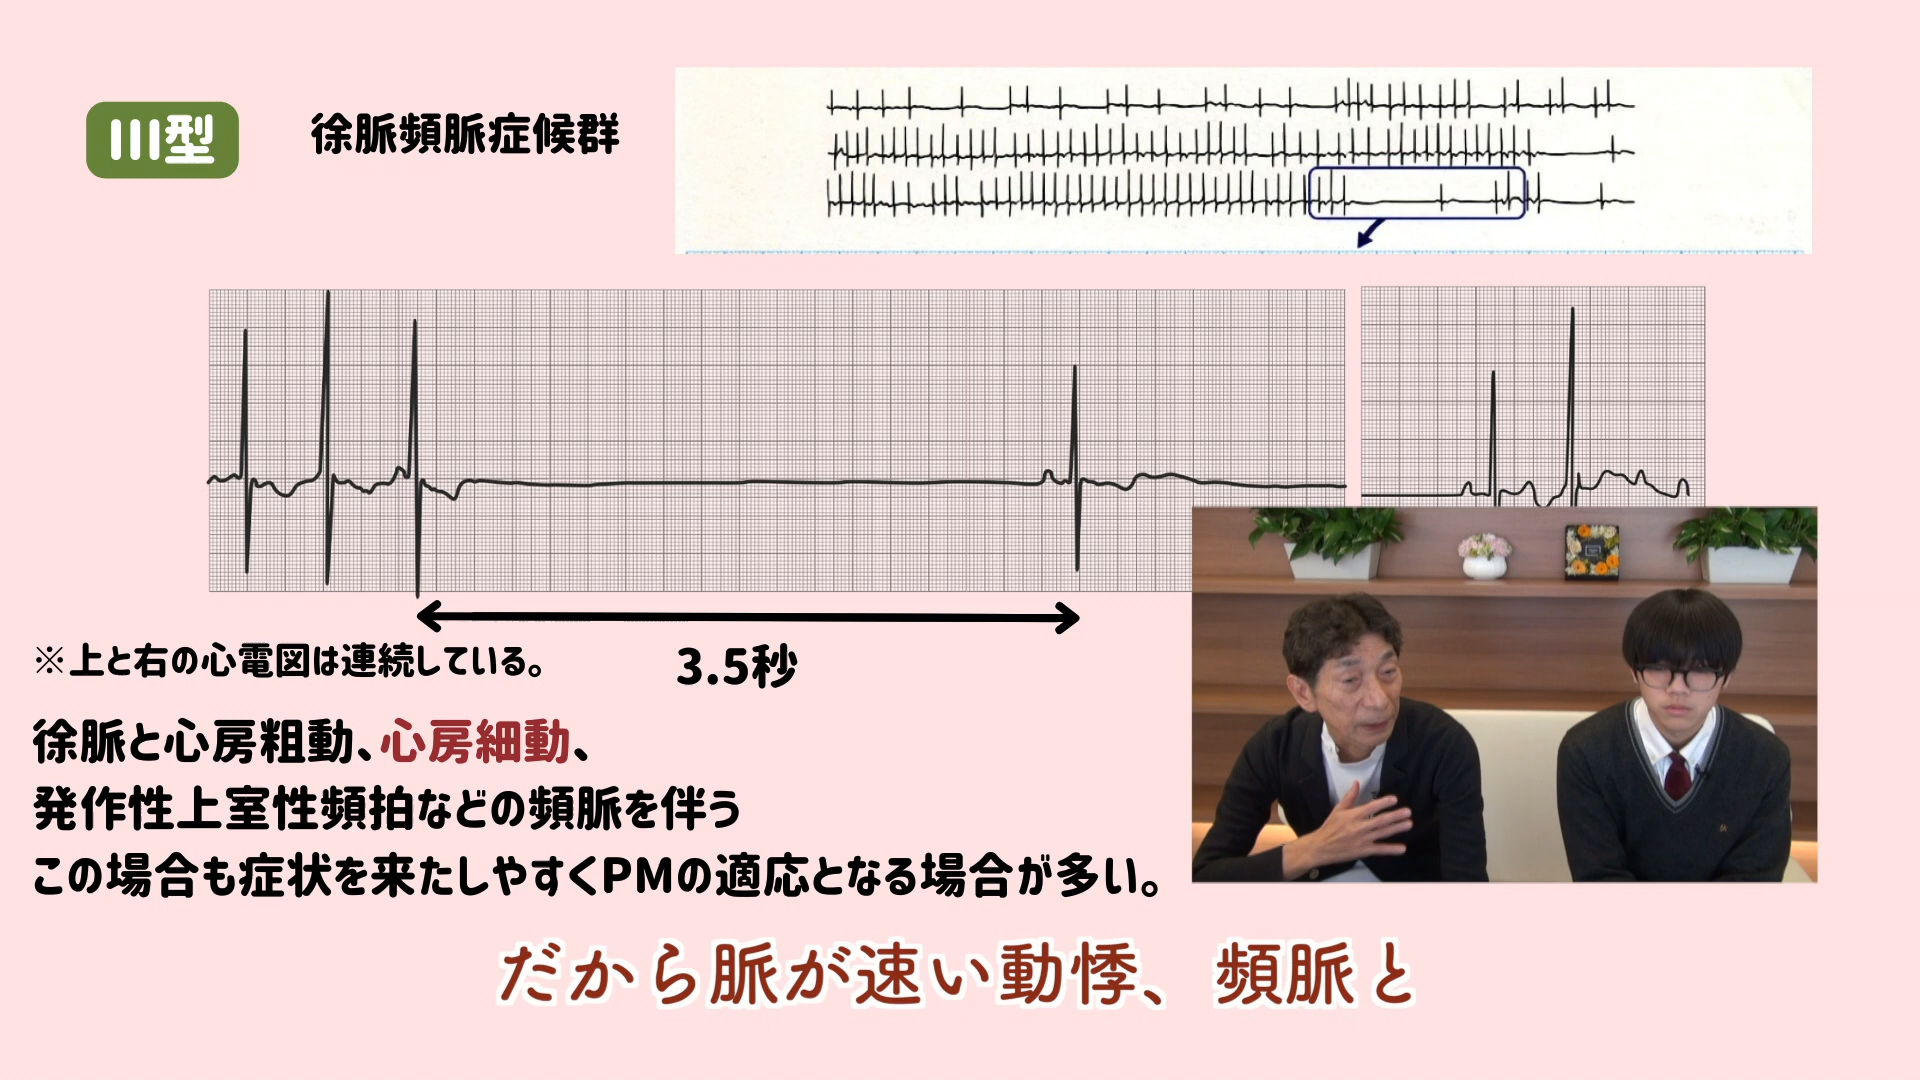 III型
徐脈頻脈症候群
※上と右の心電図は連続している。
3.5秒
徐脈と心房粗動、心房細動、
発作性上室性頻拍などの頻脈を伴う
この場合も症状を来たしやすくPMの適応となる場合が多い。
だから脈が速い動悸、頻脈と